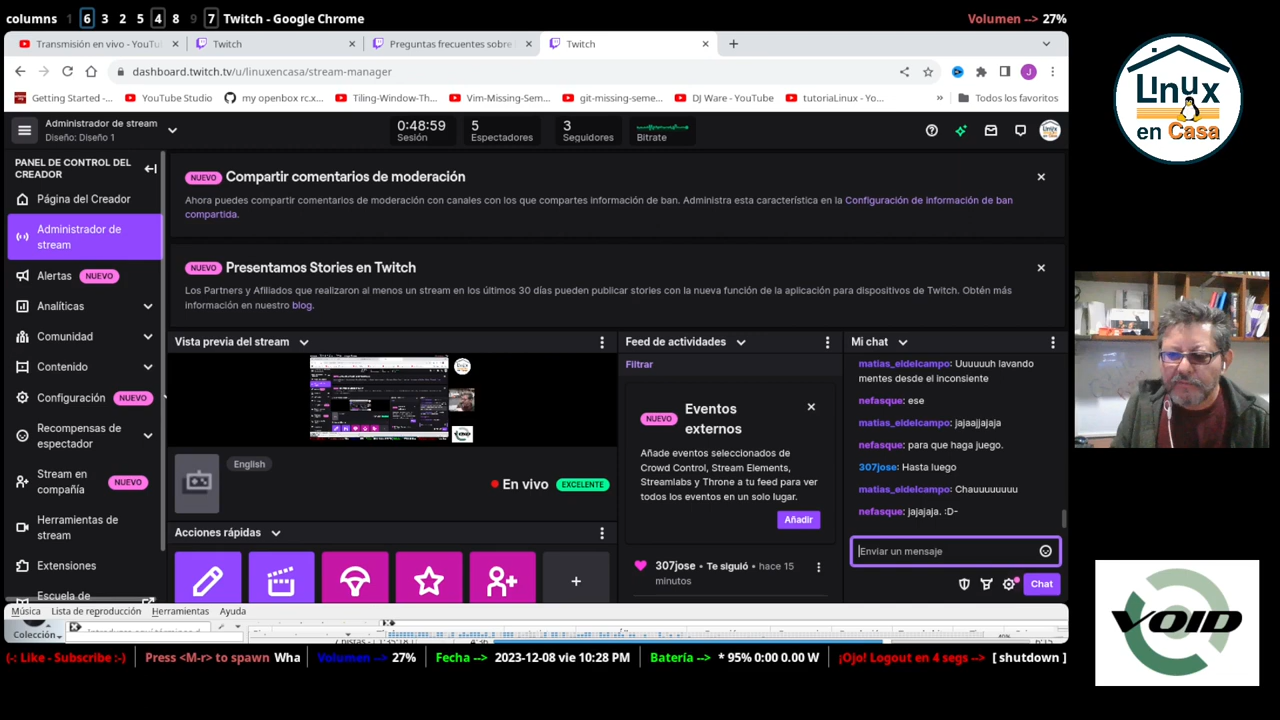 columns 1 6 3 2 5 4 8 9 7 Twitch - Google Chrome
Volumen --> 27%
Transmisión en vivo - YouTu
Twitch
Preguntas frecuentes sobre
Twitch
dashboard.twitch.tv/u/linuxencasa/stream-manager
J
Getting Started -...
YouTube Studio
my openbox rc.x...
Tiling-Window-Th...
Vim-Missing-Sem...
git-missing-seme...
DJ Ware - YouTube
tutoriaLinux - Yo...
»
Todos los favoritos
Linux
en Casa
Administrador de stream
Diseño: Diseño 1
0:48:59
Sesión
5
Espectadores
3
Seguidores
Bitrate
PANEL DE CONTROL DEL
CREADOR
Página del Creador
Administrador de
stream
Alertas NUEVO
Analíticas
Comunidad
Contenido
Configuración NUEVO
Recompensas de
espectador
Stream en
compañía NUEVO
Herramientas de
stream
Extensiones
Escuela de
NUEVO Compartir comentarios de moderación
Ahora puedes compartir comentarios de moderación con canales con los que compartes información de ban. Administra esta característica en la Configuración de información de ban
compartida.
NUEVO Presentamos Stories en Twitch
Los Partners y Afiliados que realizaron al menos un stream en los últimos 30 días pueden publicar stories con la nueva función de la aplicación para dispositivos de Twitch. Obtén más
información en nuestro blog.
Vista previa del stream
English
En vivo EXCELENTE
Acciones rápidas
Feed de actividades
Filtrar
NUEVO
Eventos
externos
Añade eventos seleccionados de
Crowd Control, Stream Elements,
Streamlabs y Throne a tu feed para ver
todos los eventos en un solo lugar.
Añadir
307jose • Te siguió • hace 15
minutos
Mi chat
matias_eldelcampo: Uuuuuuh lavando
mentes desde el inconsiente
nefasque: ese
matias_eldelcampo: jajaajjajaja
nefasque: para que haga juego.
307jose: Hasta luego
matias_eldelcampo: Chauuuuuuu
nefasque: jajajaja. :D-
Enviar un mensaje
Chat
Música Lista de reproducción Herramientas Ayuda
Colección
VOID
(-: Like - Subscribe :-)
Press <M-r> to spawn Wha
Volumen --> 27%
Fecha --> 2023-12-08 vie 10:28 PM
Batería --> * 95% 0:00 0.00 W
¡Ojo! Logout en 4 segs --> [ shutdown ]